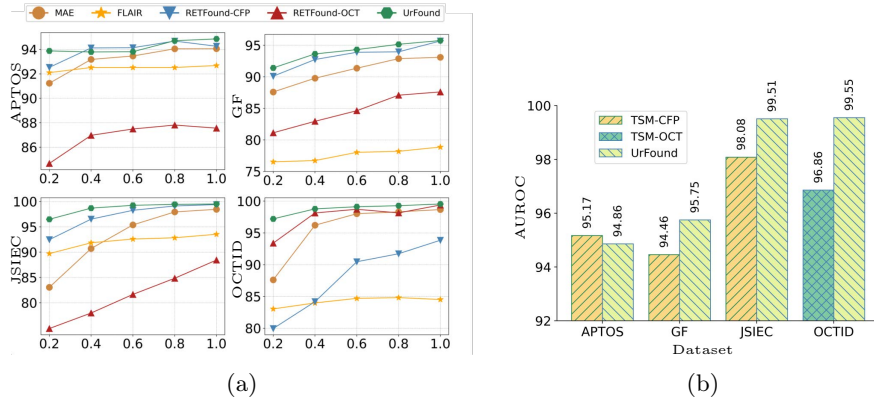 MAE FLAIR RETFound-CFP RETFound-OCT UrFound
APTOS
94
92
90
88
86
0.2 0.4 0.6 0.8 1.0
GF
95
90
85
80
75
0.2 0.4 0.6 0.8 1.0
JSIEC
100
95
90
85
80
0.2 0.4 0.6 0.8 1.0
OCTID
100
95
90
85
80
0.2 0.4 0.6 0.8 1.0
(a)
AUROC
100
98
96
94
92
TSM-CFP
TSM-OCT
UrFound
95.17
94.86
94.46
95.75
98.08
99.51
96.86
99.55
APTOS GF JSIEC OCTID
Dataset
(b)